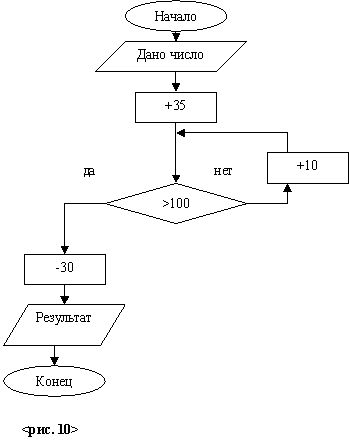 Начало
Дано число
+35
+10
да
нет
>100
-30
Результат
Конец
<рис. 10>